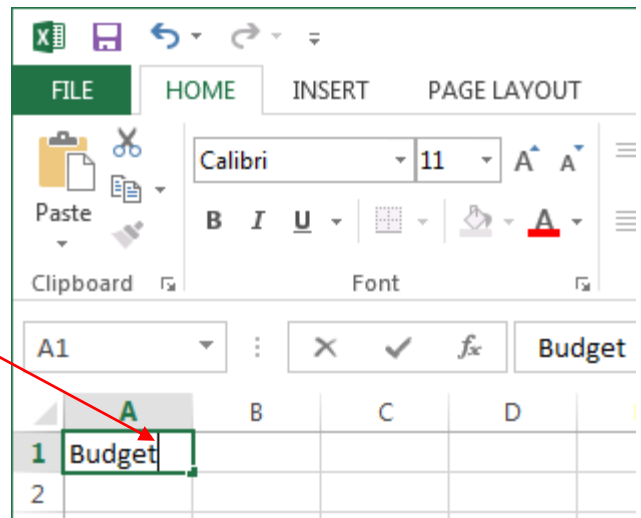 FILE HOME INSERT PAGE LAYOUT
Calibri 11 A A
Paste B I U A
Clipboard Font
A1 fx Budget
A B C D
1 Budget
2